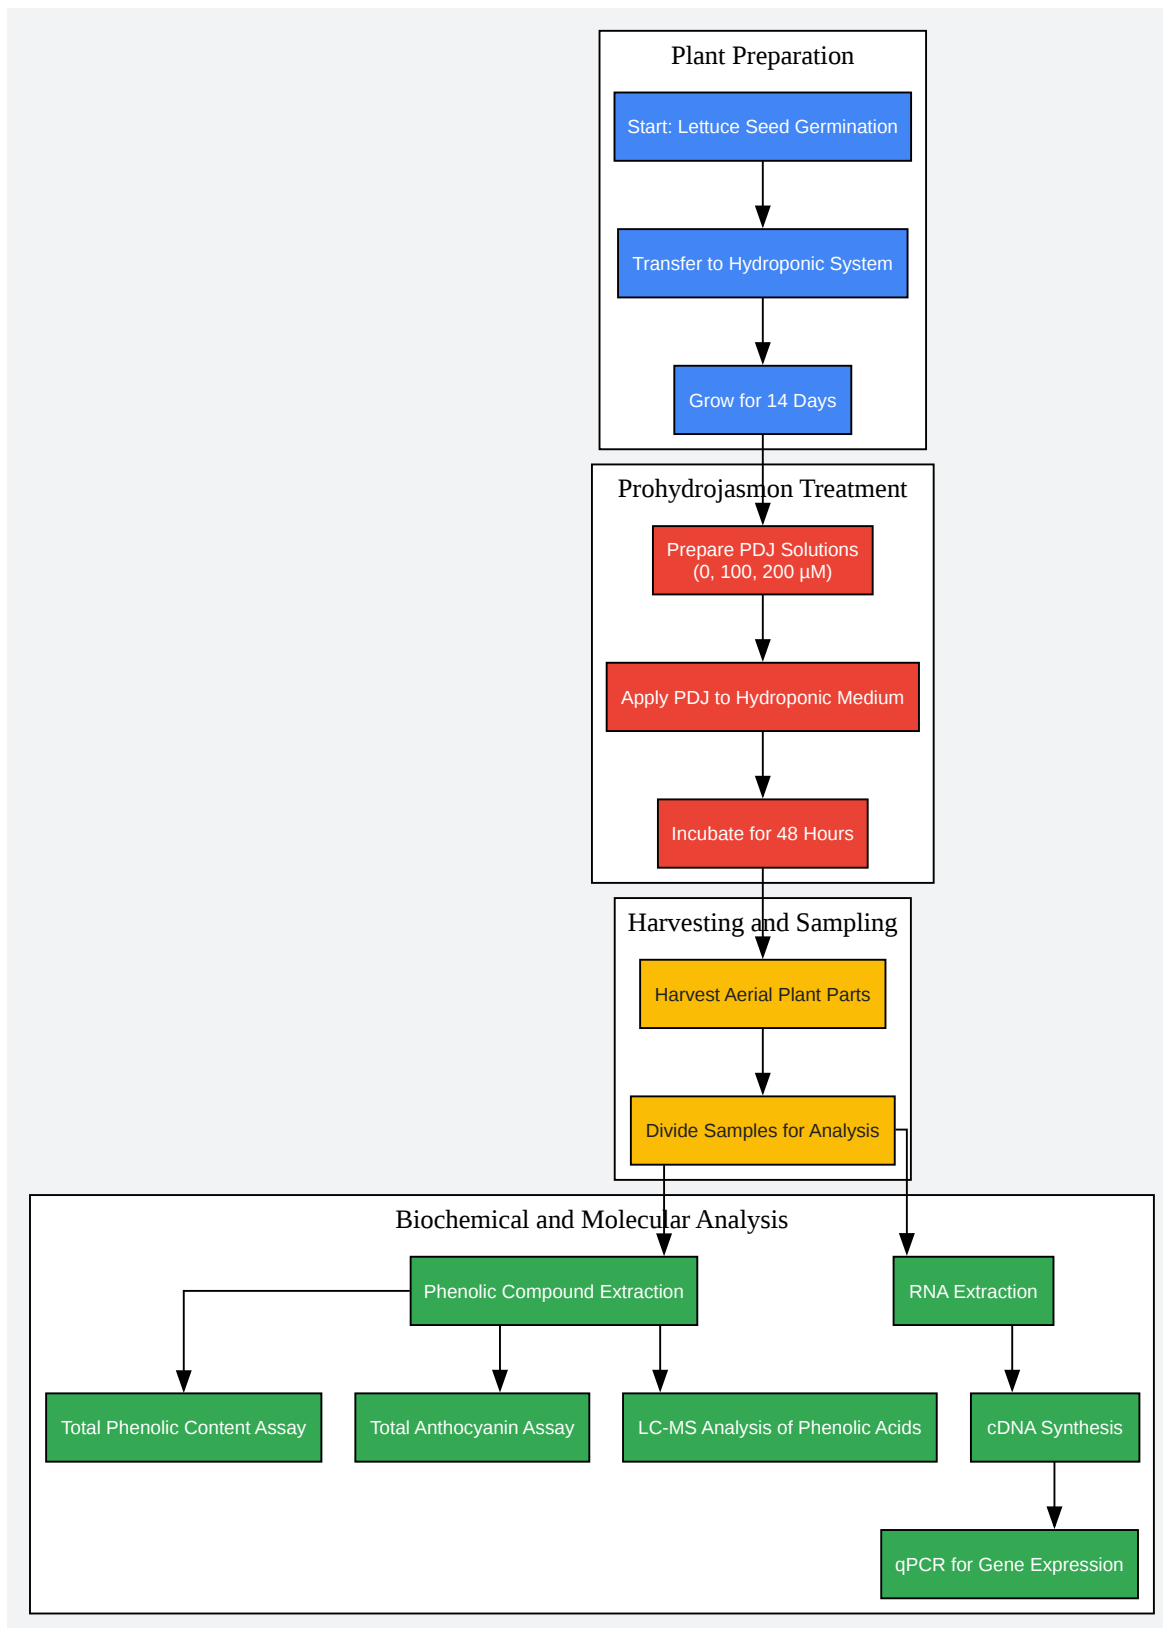 Plant Preparation
Start: Lettuce Seed Germination
Transfer to Hydroponic System
Grow for 14 Days
Prohydrojasmon Treatment
Prepare PDJ Solutions
(0, 100, 200 µM)
Apply PDJ to Hydroponic Medium
Incubate for 48 Hours
Harvesting and Sampling
Harvest Aerial Plant Parts
Divide Samples for Analysis
Biochemical and Molecular Analysis
Phenolic Compound Extraction
RNA Extraction
Total Phenolic Content Assay
Total Anthocyanin Assay
LC-MS Analysis of Phenolic Acids
cDNA Synthesis
qPCR for Gene Expression